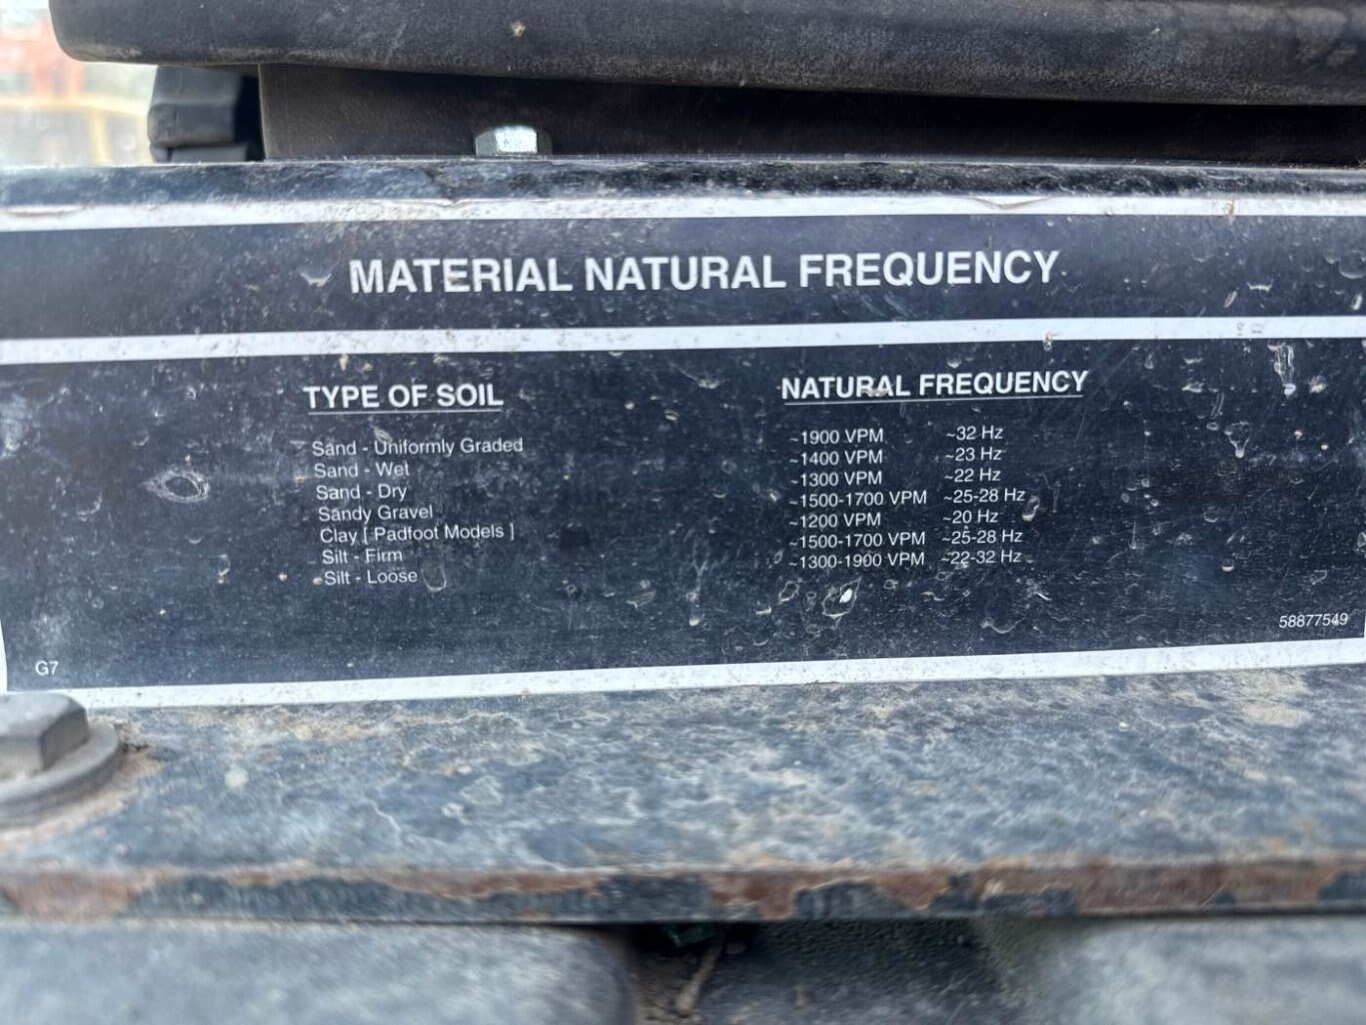 MATERIAL NATURAL FREQUENCY
TYPE OF SOIL NATURAL FREQUENCY
Sand - Uniformly Graded ~1900 VPM ~32 Hz
Sand - Wet ~1400 VPM ~23 Hz
Sand - Dry ~1300 VPM ~22 Hz
Sandy Gravel ~1500-1700 VPM ~25-28 Hz
Clay [ Padfoot Models ] ~1200 VPM ~20 Hz
Silt - Firm ~1500-1700 VPM ~25-28 Hz
Silt - Loose ~1300-1900 VPM ~22-32 Hz
G7 58877549